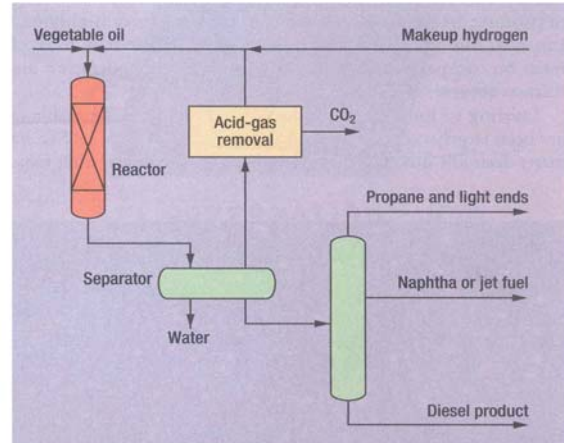 Vegetable oil
Makeup hydrogen
Acid-gas
removal
CO2
Reactor
Propane and light ends
Separator
Naphtha or jet fuel
Water
Diesel product